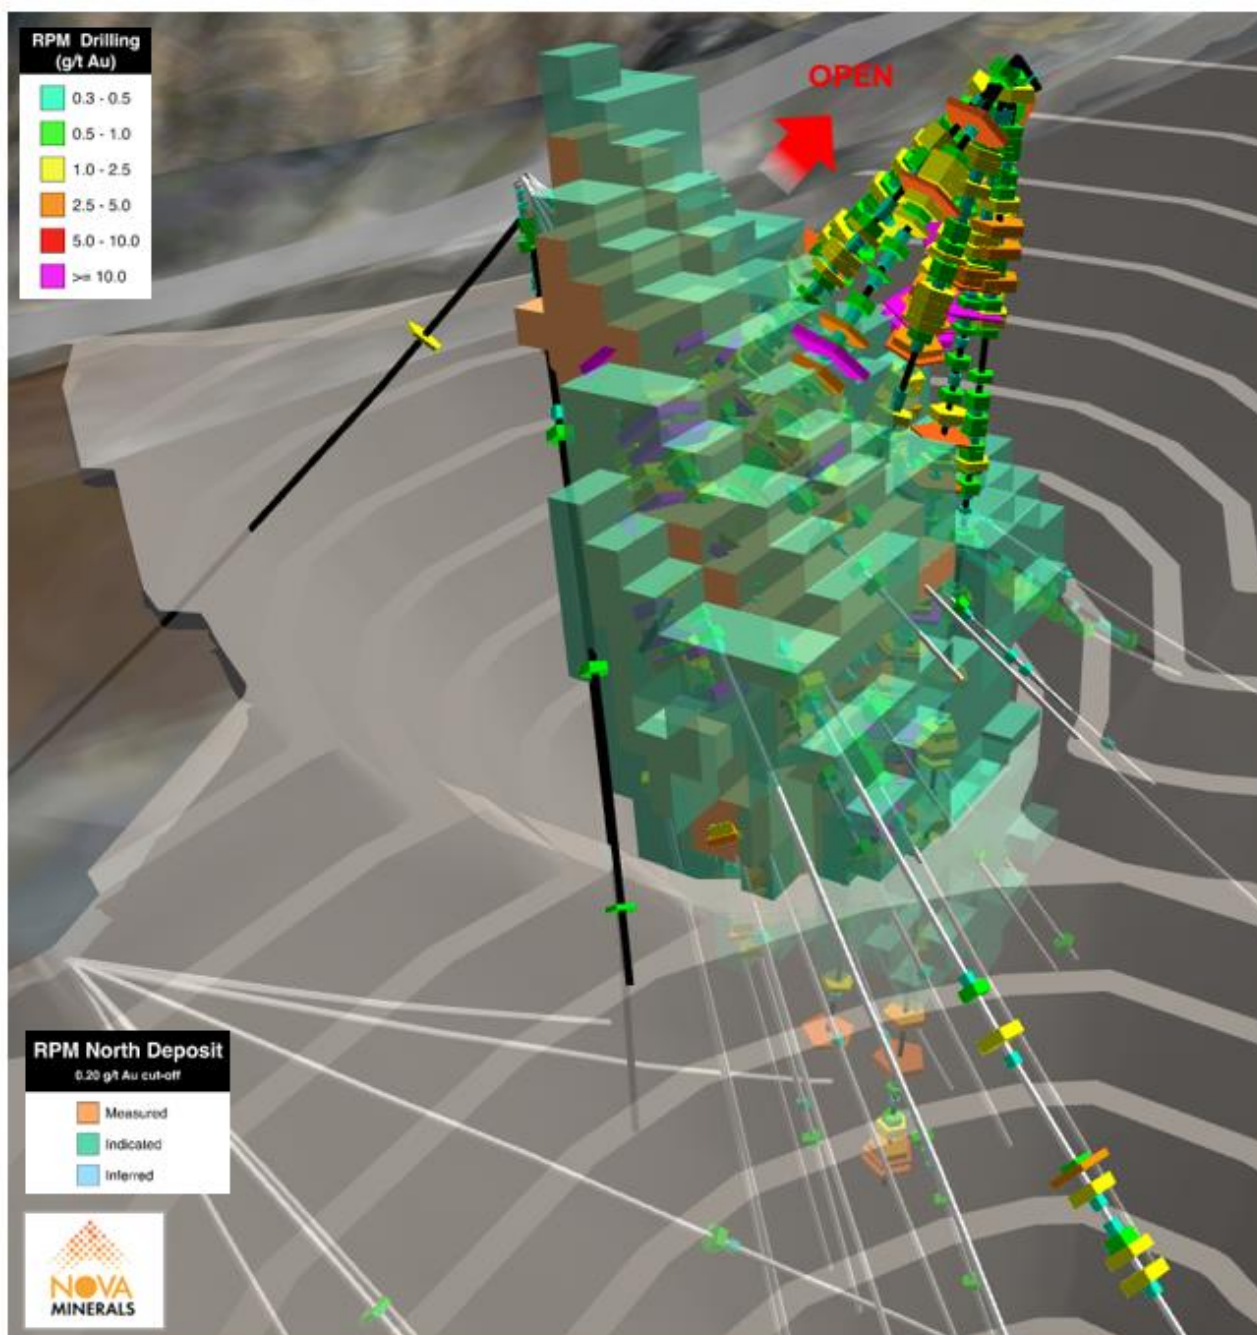 RPM Drilling
(g/t Au)
0.3 - 0.5
0.5 - 1.0
1.0 - 2.5
2.5 - 5.0
5.0 - 10.0
>= 10.0
OPEN
RPM North Deposit
0.20 g/t Au cut-off
Measured
Indicated
Inferred
NOVA
MINERALS